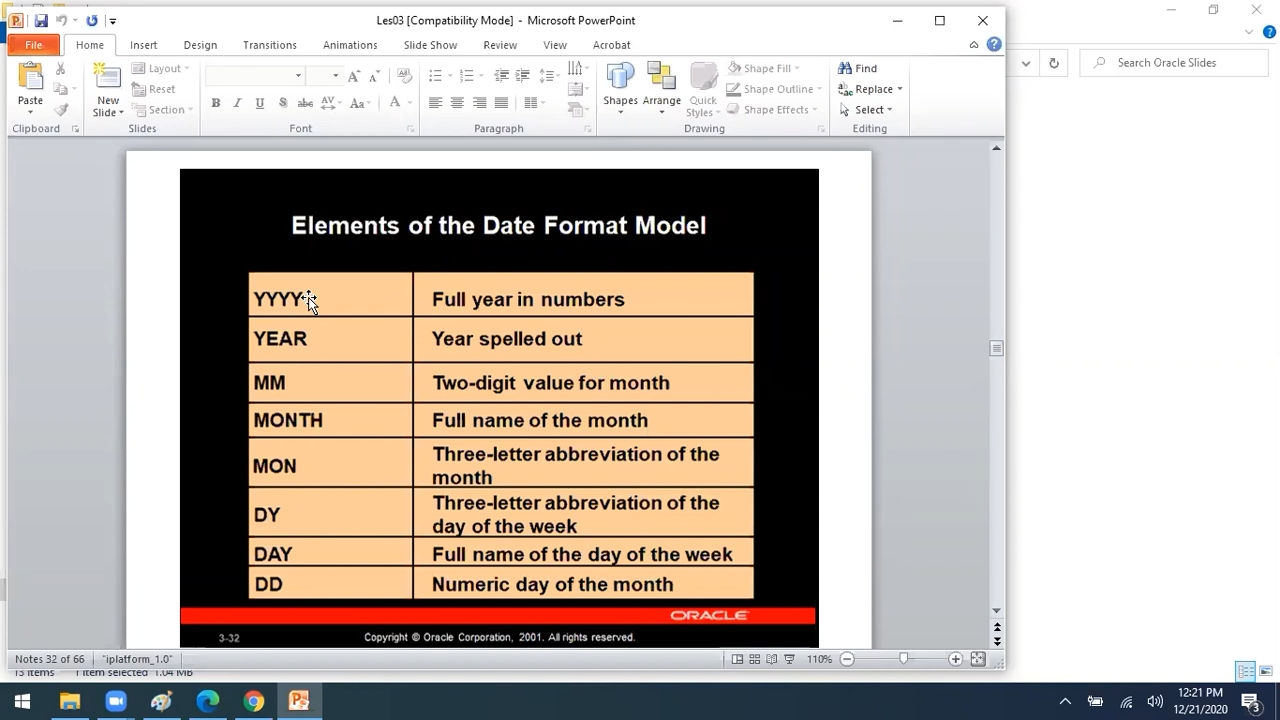 Les03 [Compatibility Mode] - Microsoft PowerPoint
File Home Insert Design Transitions Animations Slide Show Review View Acrobat
Search Oracle Slides
Paste
New
Slide
Layout
Reset
Section
B I U S abc AV Aa A
Shapes
Arrange
Quick
Styles
Shape Fill
Shape Outline
Shape Effects
Find
Replace
Select
Clipboard Slides Font Paragraph Drawing Editing
Elements of the Date Format Model
YYYY Full year in numbers
YEAR Year spelled out
MM Two-digit value for month
MONTH Full name of the month
MON Three-letter abbreviation of the
month
DY Three-letter abbreviation of the
day of the week
DAY Full name of the day of the week
DD Numeric day of the month
ORACLE
3-32 Copyright © Oracle Corporation, 2001. All rights reserved.
Notes 32 of 66 "iplatform_1.0" 110%
13 items 1 item selected 1.04 MB
12:21 PM
12/21/2020
3